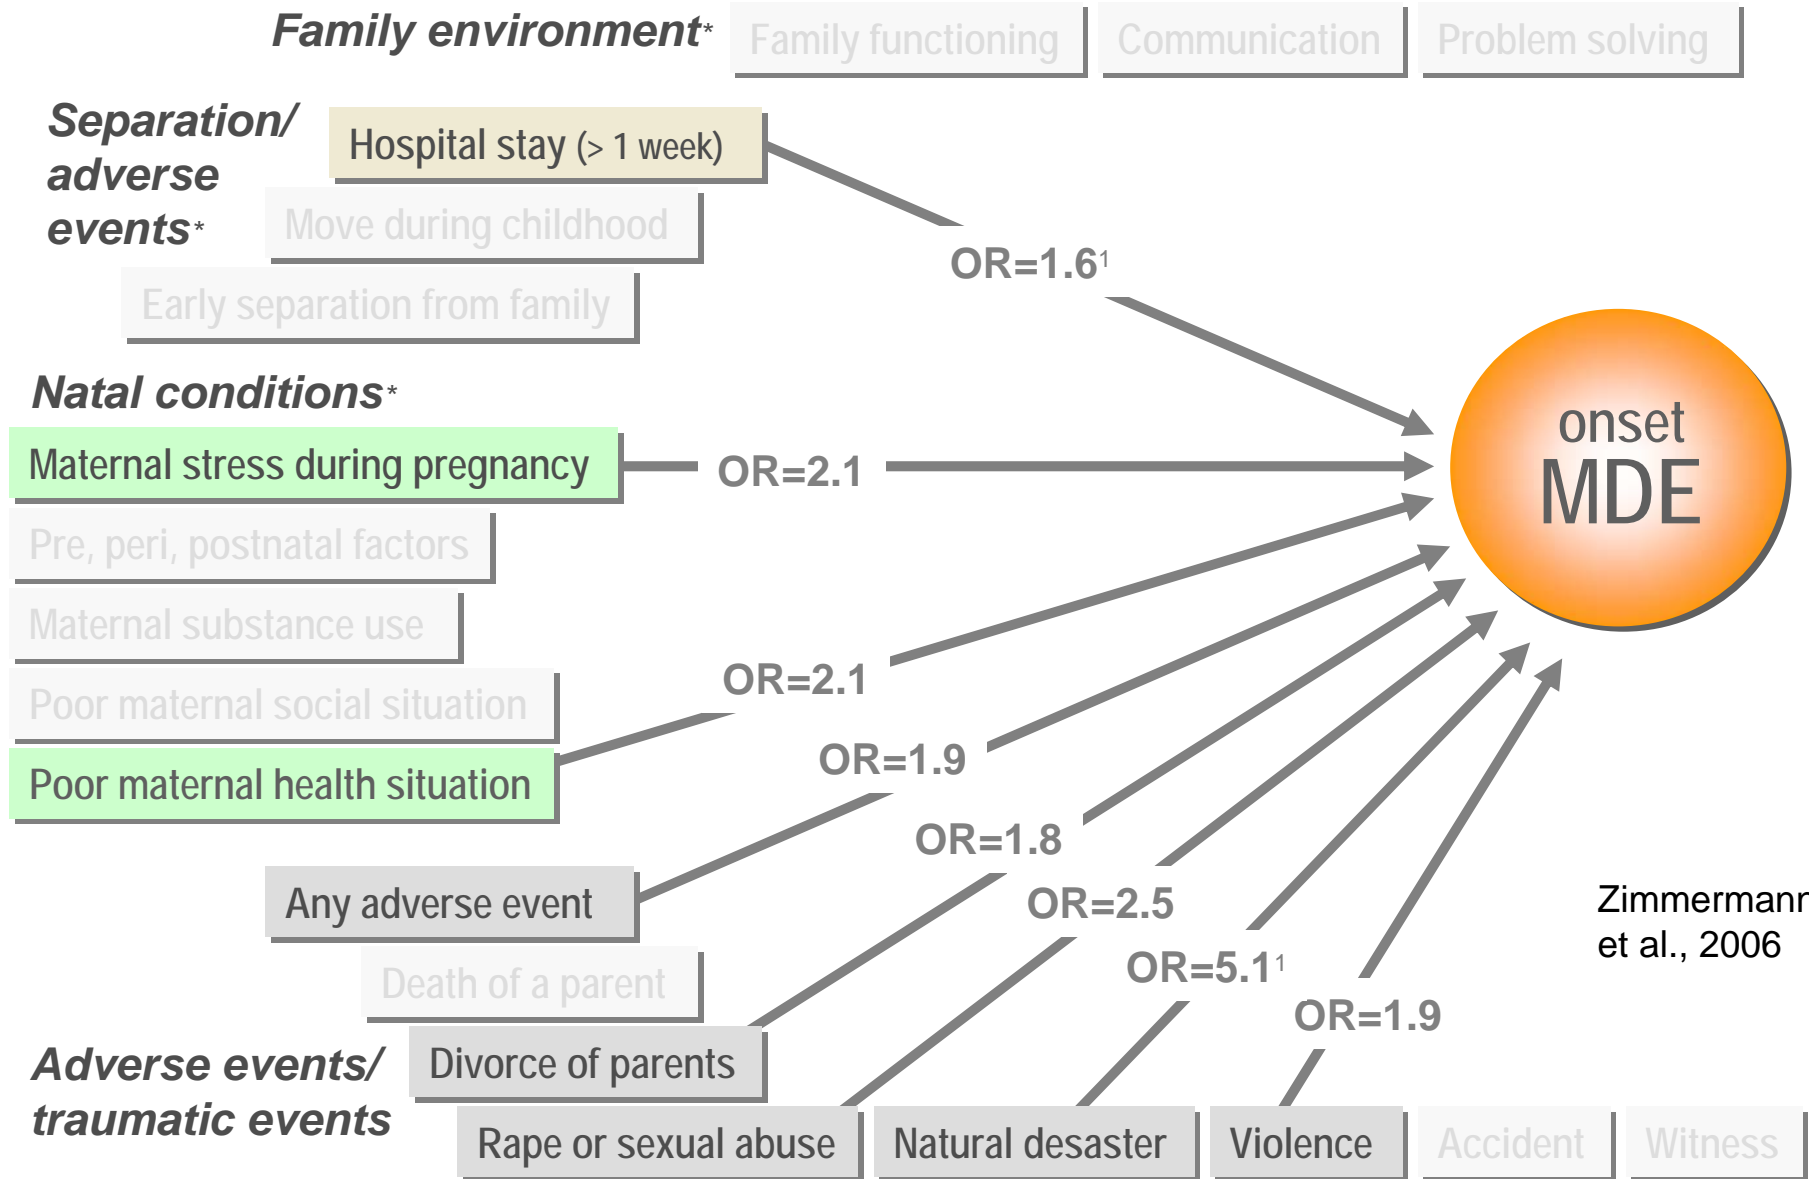 Family environment*
Family functioning
Communication
Problem solving
Separation/
adverse
events*
Hospital stay (> 1 week)
Move during childhood
Early separation from family
OR=1.6¹
Natal conditions*
Maternal stress during pregnancy
OR=2.1
Pre, peri, postnatal factors
Maternal substance use
Poor maternal social situation
Poor maternal health situation
OR=2.1
onset
MDE
OR=1.9
OR=1.8
OR=2.5
OR=5.1¹
OR=1.9
Any adverse event
Death of a parent
Divorce of parents
Adverse events/
traumatic events
Rape or sexual abuse
Natural desaster
Violence
Accident
Witness
Zimmermann
et al., 2006